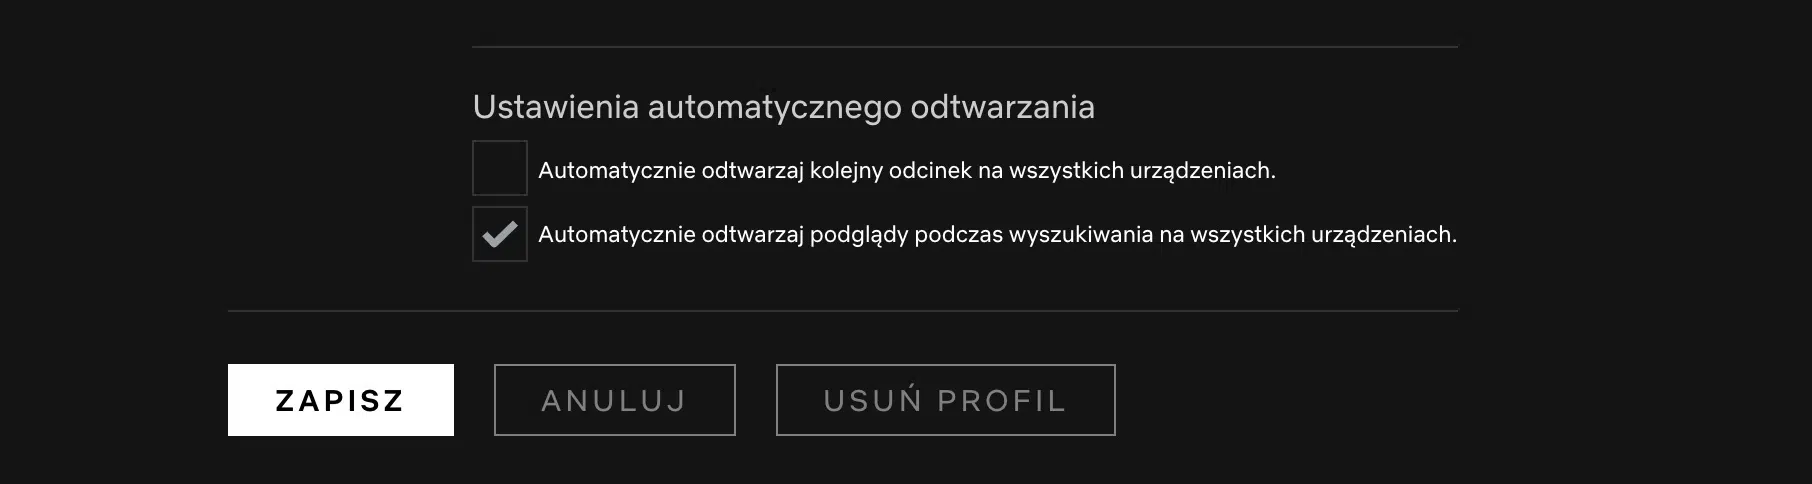 Ustawienia automatycznego odtwarzania
Automatycznie odtwarzaj kolejny odcinek na wszystkich urządzeniach.
Automatycznie odtwarzaj podglądy podczas wyszukiwania na wszystkich urządzeniach.
ZAPISZ
ANULUJ
USUŃ PROFIL